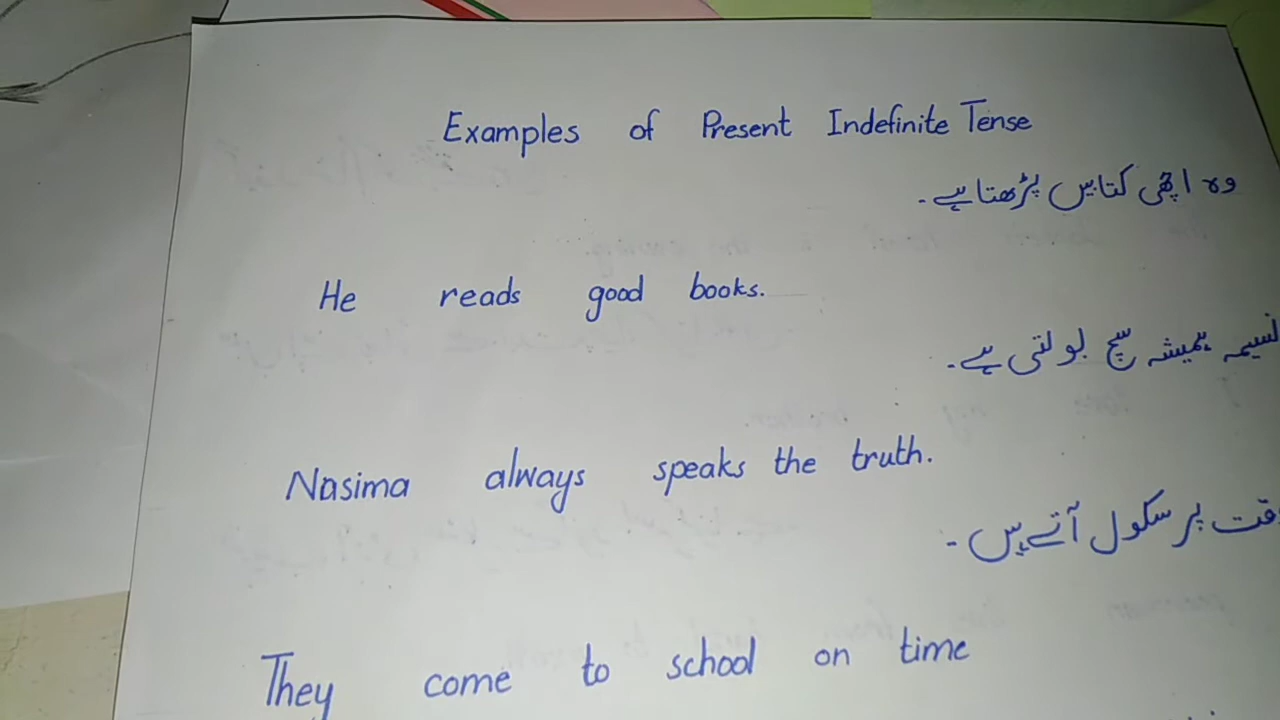 Examples of Present Indefinite Tense
وہ اچھی کتابیں پڑھتا ہے۔
He reads good books.
نسیمہ ہمیشہ سچ بولتی ہے۔
Nasima always speaks the truth.
پر سکول آتے ہیں۔
They come to school on time